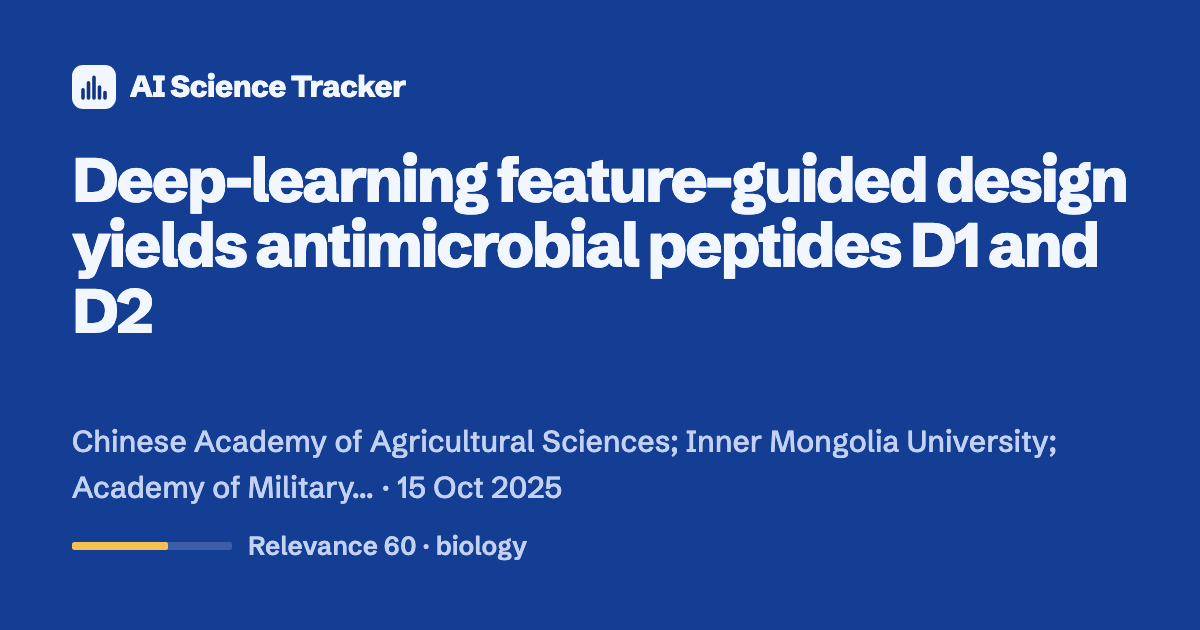 AI Science Tracker
Deep-learning feature-guided design
yields antimicrobial peptides D1 and
D2
Chinese Academy of Agricultural Sciences; Inner Mongolia University;
Academy of Military... · 15 Oct 2025
Relevance 60 · biology